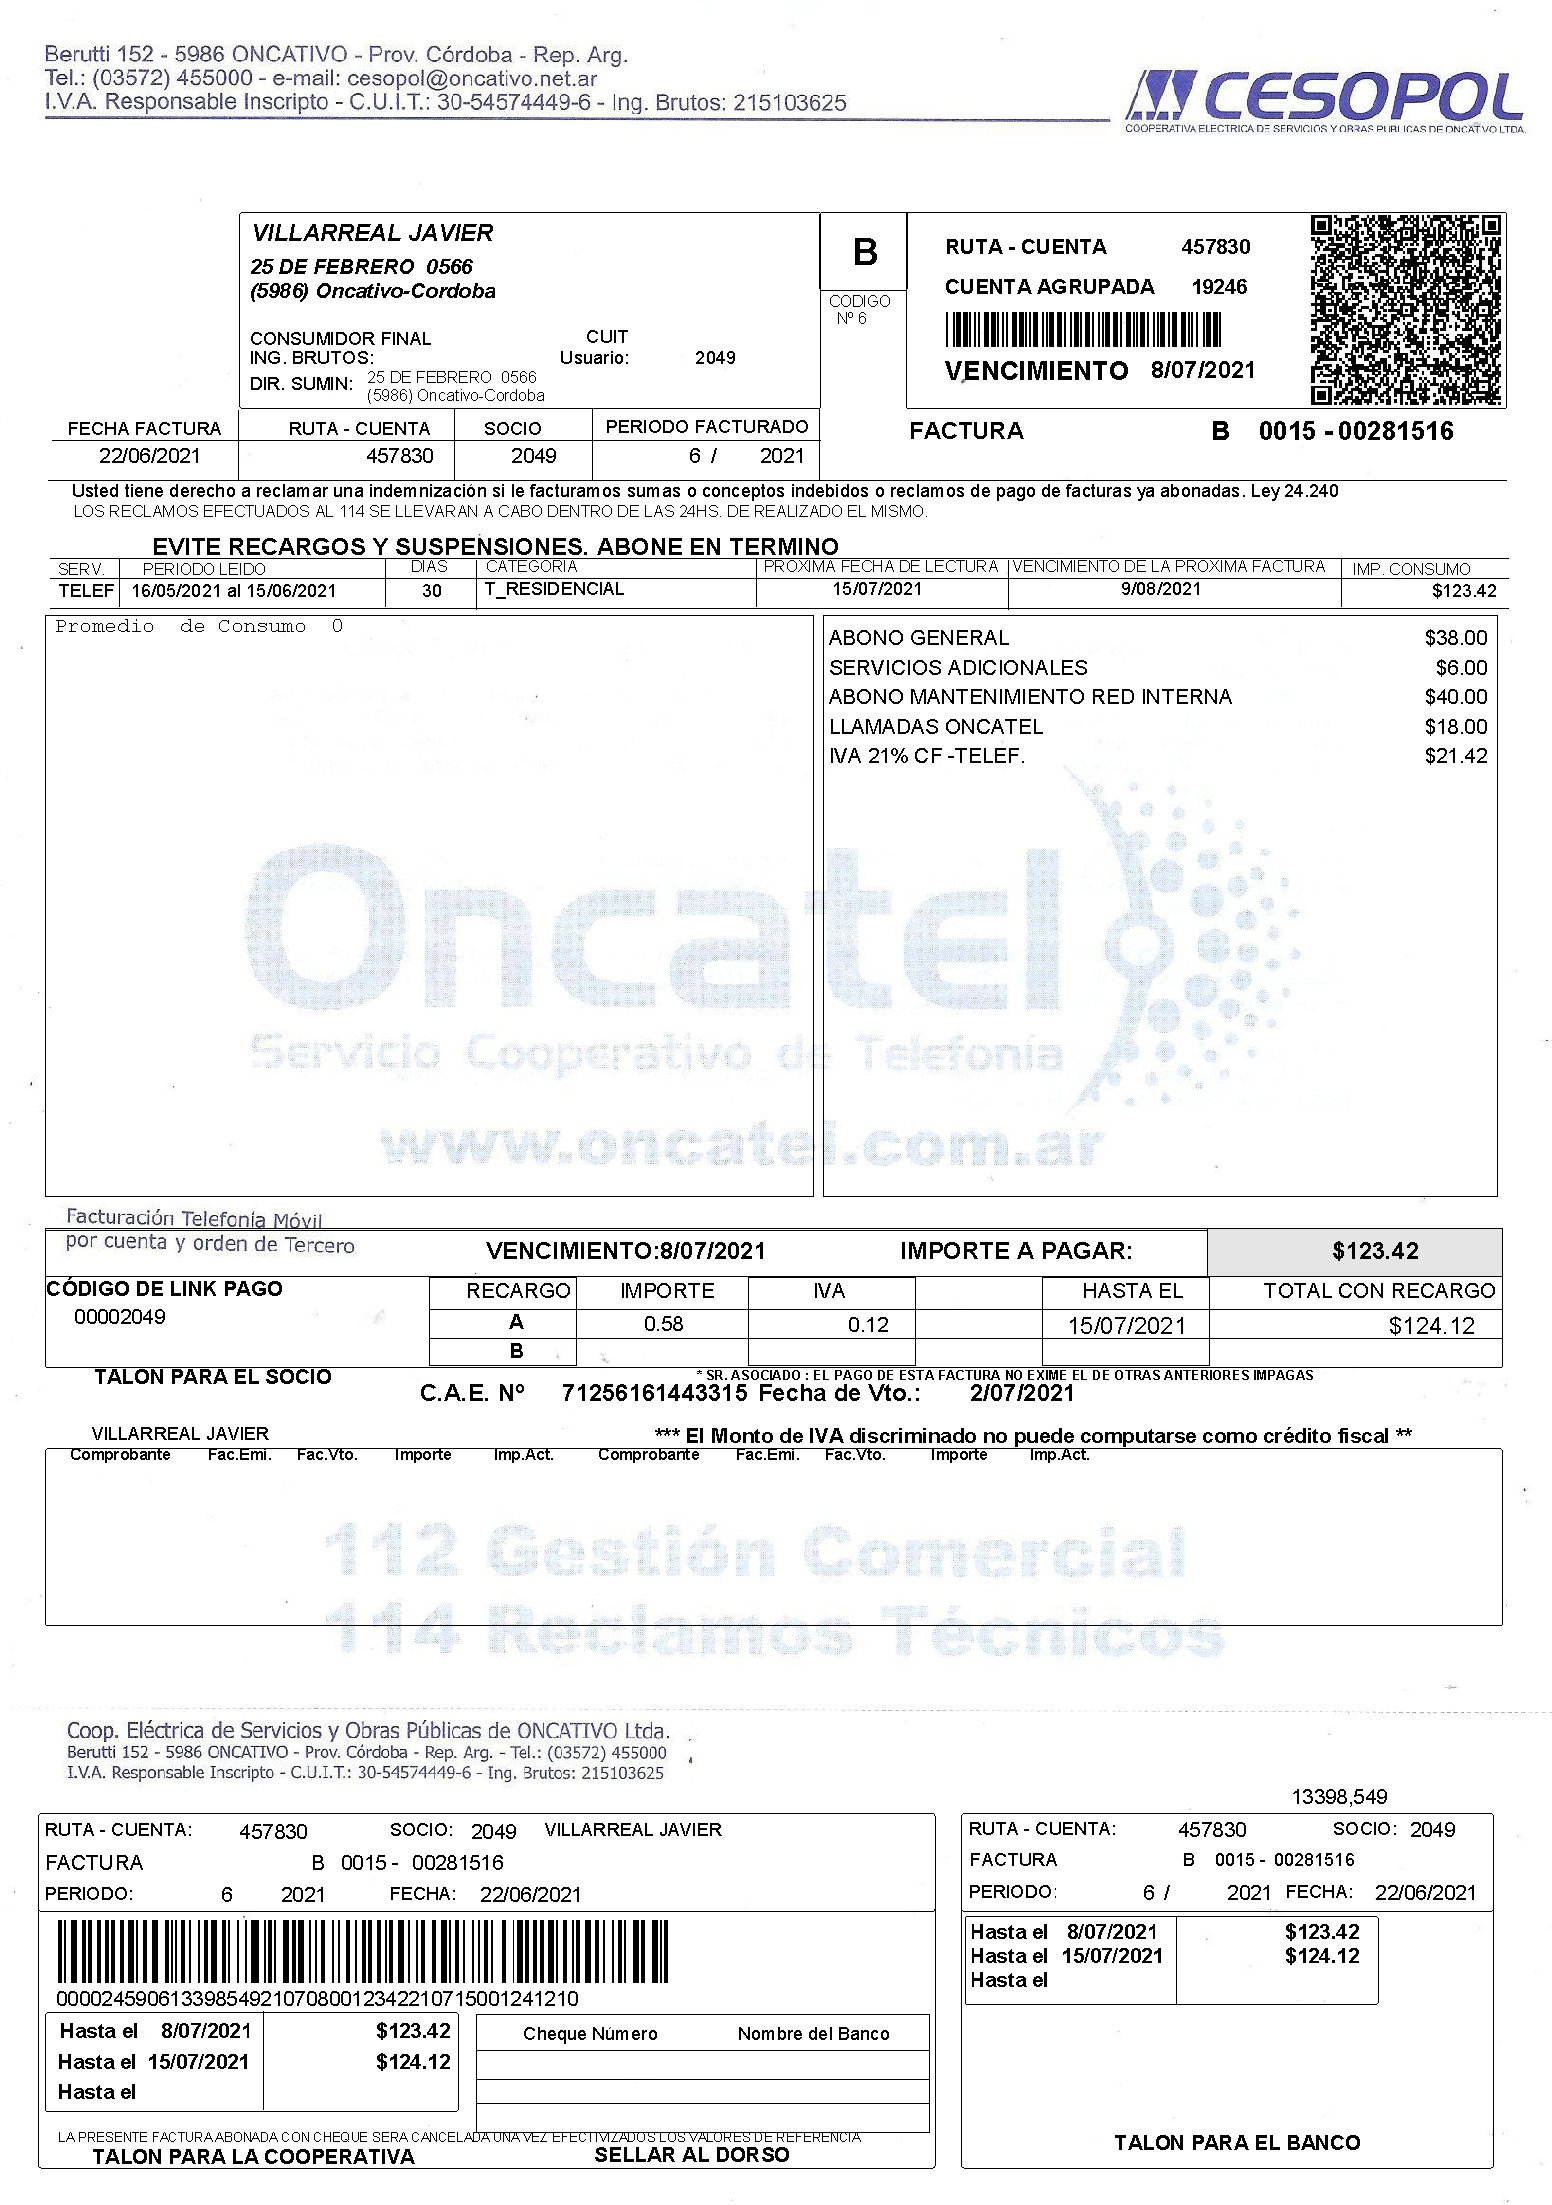 Berutti 152 - 5986 ONCATIVO - Prov. Córdoba - Rep. Arg.
Tel.: (03572) 455000 - e-mail: cesopol@oncativo.net.ar
I.V.A. Responsable Inscripto - C.U.I.T.: 30-54574449-6 - Ing. Brutos: 215103625
CESOPOL
COOPERATIVA ELECTRICA DE SERVICIOS Y OBRAS PUBLICAS DE ONCATIVO LTDA.
VILLARREAL JAVIER
25 DE FEBRERO 0566
(5986) Oncativo-Cordoba
CONSUMIDOR FINAL CUIT
ING. BRUTOS: Usuario: 2049
DIR. SUMIN: 25 DE FEBRERO 0566
(5986) Oncativo-Cordoba
B
CODIGO
Nº 6
RUTA - CUENTA 457830
CUENTA AGRUPADA 19246
VENCIMIENTO 8/07/2021
FECHA FACTURA RUTA - CUENTA SOCIO PERIODO FACTURADO
22/06/2021 457830 2049 6 / 2021
FACTURA B 0015 - 00281516
Usted tiene derecho a reclamar una indemnización si le facturamos sumas o conceptos indebidos o reclamos de pago de facturas ya abonadas. Ley 24.240
LOS RECLAMOS EFECTUADOS AL 114 SE LLEVARAN A CABO DENTRO DE LAS 24HS. DE REALIZADO EL MISMO.
EVITE RECARGOS Y SUSPENSIONES. ABONE EN TERMINO
SERV. PERIODO LEIDO DIAS CATEGORIA PROXIMA FECHA DE LECTURA VENCIMIENTO DE LA PROXIMA FACTURA IMP. CONSUMO
TELEF 16/05/2021 al 15/06/2021 30 T_RESIDENCIAL 15/07/2021 9/08/2021 $123.42
Promedio de Consumo 0
ABONO GENERAL $38.00
SERVICIOS ADICIONALES $6.00
ABONO MANTENIMIENTO RED INTERNA $40.00
LLAMADAS ONCATEL $18.00
IVA 21% CF -TELEF. $21.42
Oncatel
Servicio Cooperativo de Telefonía
www.oncatel.com.ar
Facturación Telefonía Móvil
por cuenta y orden de Tercero
VENCIMIENTO:8/07/2021 IMPORTE A PAGAR: $123.42
CÓDIGO DE LINK PAGO
00002049
RECARGO IMPORTE IVA HASTA EL TOTAL CON RECARGO
A 0.58 0.12 15/07/2021 $124.12
B
TALON PARA EL SOCIO
* SR. ASOCIADO : EL PAGO DE ESTA FACTURA NO EXIME EL DE OTRAS ANTERIORES IMPAGAS
C.A.E. Nº 71256161443315 Fecha de Vto.: 2/07/2021
VILLARREAL JAVIER
*** El Monto de IVA discriminado no puede computarse como crédito fiscal **
Comprobante Fac.Emi. Fac.Vto. Importe Imp.Act. Comprobante Fac.Emi. Fac.Vto. Importe Imp.Act.
112 Gestión Comercial
114 Reclamos Técnicos
Coop. Eléctrica de Servicios y Obras Públicas de ONCATIVO Ltda.
Berutti 152 - 5986 ONCATIVO - Prov. Córdoba - Rep. Arg. - Tel.: (03572) 455000
I.V.A. Responsable Inscripto - C.U.I.T.: 30-54574449-6 - Ing. Brutos: 215103625
RUTA - CUENTA: 457830 SOCIO: 2049 VILLARREAL JAVIER
FACTURA B 0015 - 00281516
PERIODO: 6 2021 FECHA: 22/06/2021
0000245906133985492107080012342210715001241210
Hasta el 8/07/2021 $123.42
Hasta el 15/07/2021 $124.12
Hasta el
Cheque Número Nombre del Banco
LA PRESENTE FACTURA ABONADA CON CHEQUE SERA CANCELADA UNA VEZ EFECTIVIZADOS LOS VALORES DE REFERENCIA
TALON PARA LA COOPERATIVA SELLAR AL DORSO
13398,549
RUTA - CUENTA: 457830 SOCIO: 2049
FACTURA B 0015 - 00281516
PERIODO: 6 / 2021 FECHA: 22/06/2021
Hasta el 8/07/2021 $123.42
Hasta el 15/07/2021 $124.12
Hasta el
TALON PARA EL BANCO